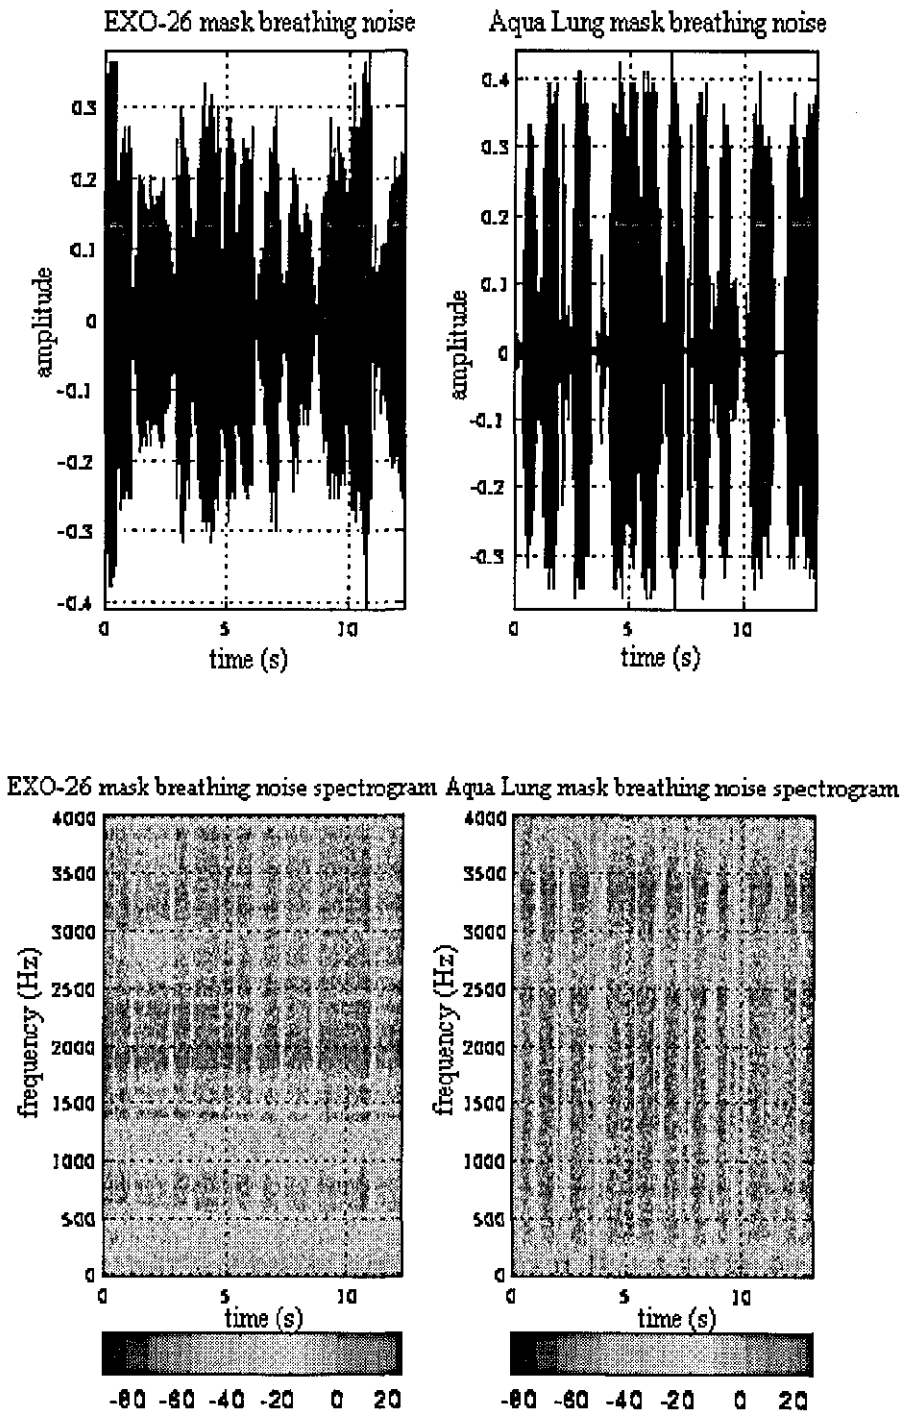 EXO-26 mask breathing noise
Aqua Lung mask breathing noise
0.3
0.2
0.1
0
-0.1
-0.2
-0.3
-0.4
amplitude
0 5 10
time (s)
0.4
0.3
0.2
0.1
0
-0.1
-0.2
-0.3
amplitude
0 5 10
time (s)
EXO-26 mask breathing noise spectrogram
Aqua Lung mask breathing noise spectrogram
4000
3500
3000
2500
2000
1500
1000
500
0
frequency (Hz)
0 5 10
time (s)
-80 -60 -40 -20 0 20
4000
3500
3000
2500
2000
1500
1000
500
0
frequency (Hz)
0 5 10
time (s)
-80 -60 -40 -20 0 20